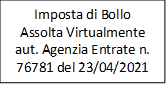 Imposta di Bollo
Assolta Virtualmente
aut. Agenzia Entrate n.
76781 del 23/04/2021